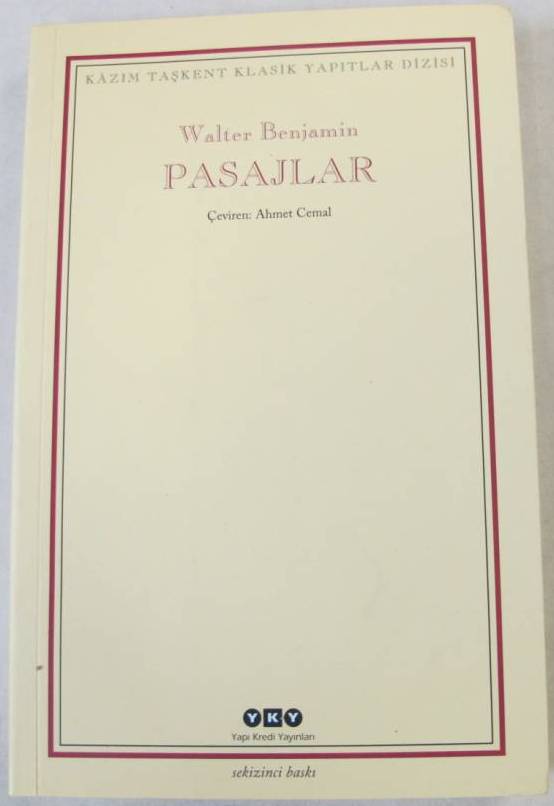 KÂZIM TAŞKENT KLASİK YAPITLAR DİZİSİ
Walter Benjamin
PASAJLAR
Çeviren: Ahmet Cemal
YKY
Yapı Kredi Yayınları
sekizinci baskı